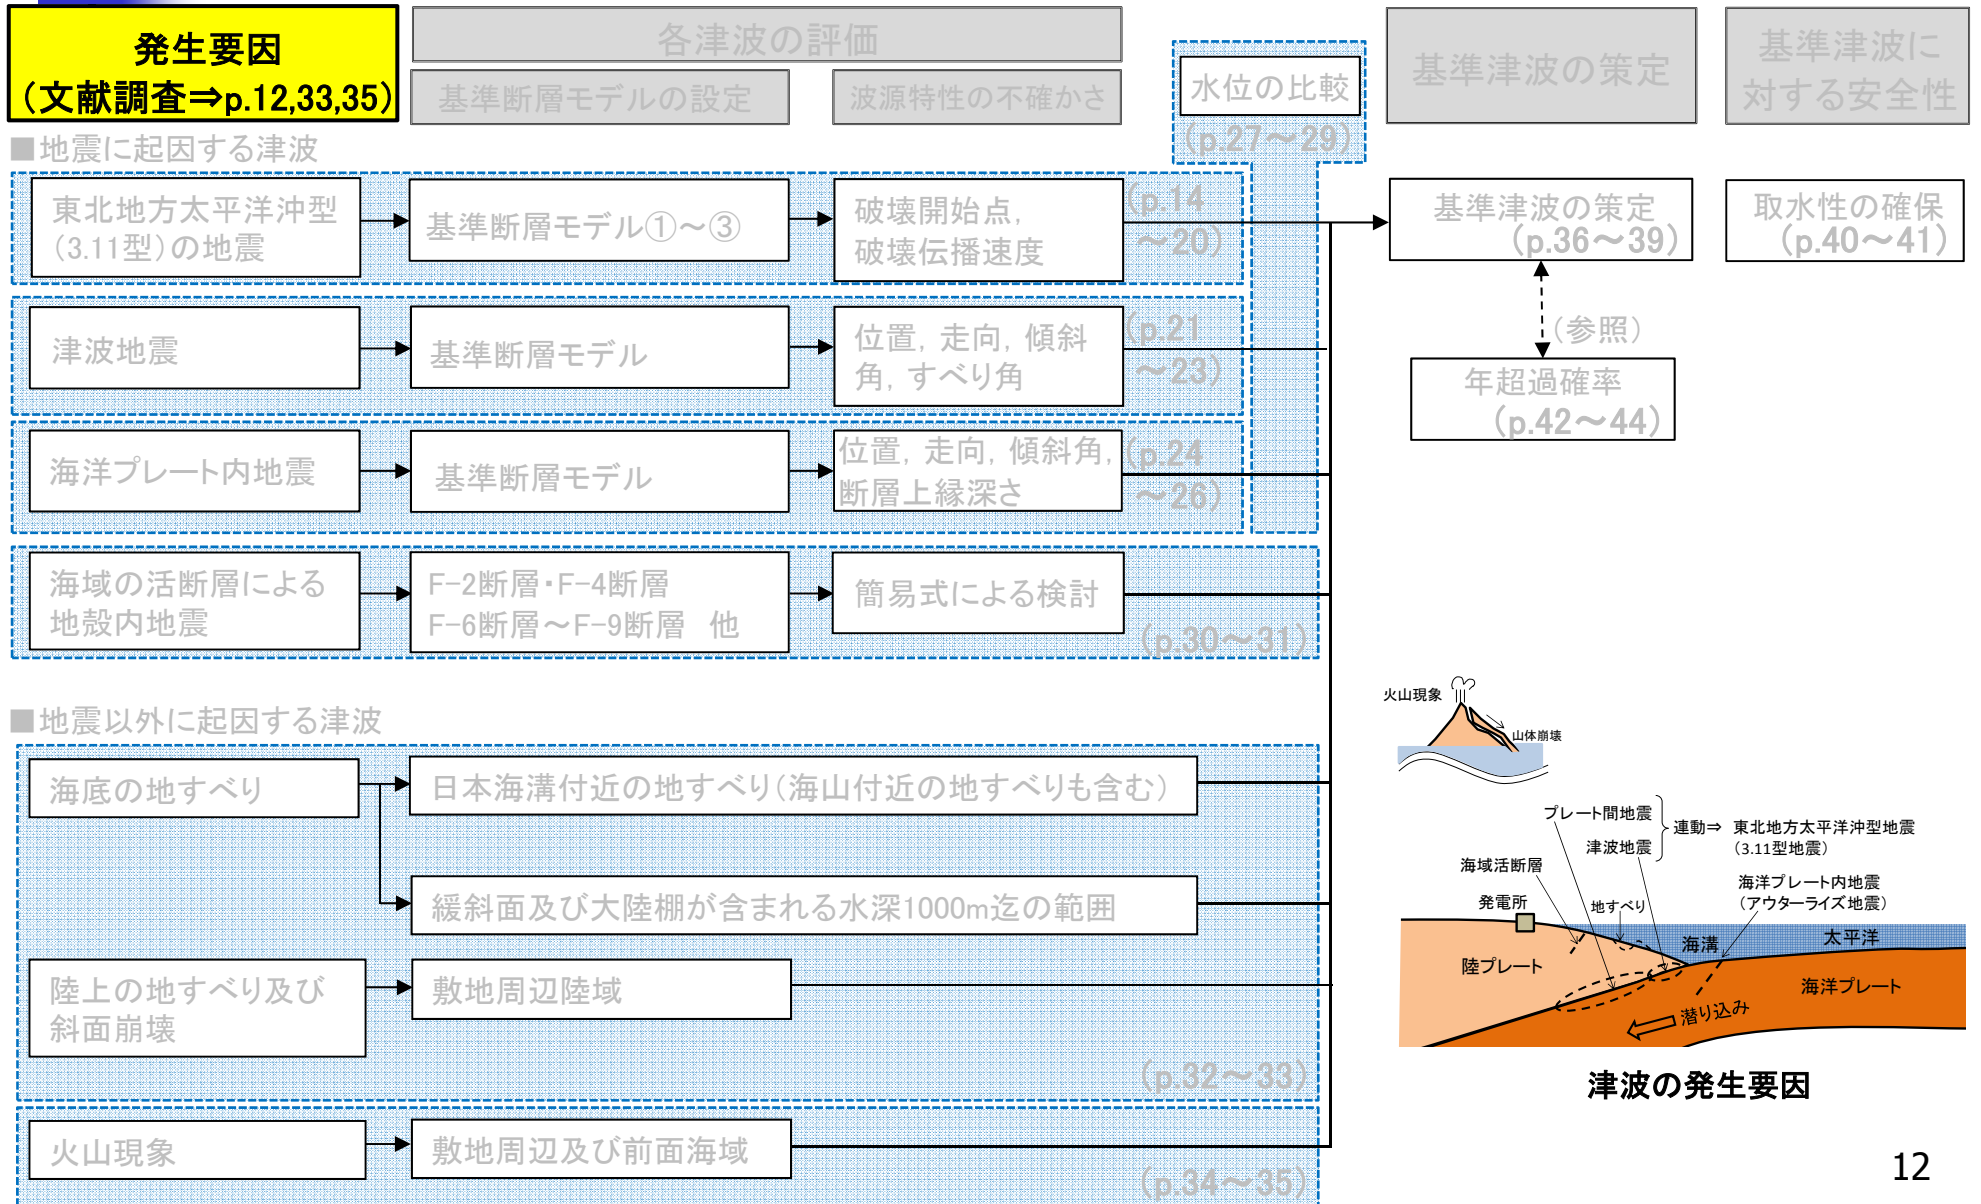 発生要因
(文献調査⇒p.12,33,35)
各津波の評価
基準断層モデルの設定
波源特性の不確かさ
水位の比較
(p.27～29)
基準津波の策定
基準津波に
対する安全性
■地震に起因する津波
東北地方太平洋沖型
(3.11型)の地震
基準断層モデル①～③
破壊開始点,
破壊伝播速度
(p.14
～20)
基準津波の策定
(p.36～39)
取水性の確保
(p.40～41)
津波地震
基準断層モデル
位置, 走向, 傾斜
角, すべり角
(p.21
～23)
(参照)
年超過確率
(p.42～44)
海洋プレート内地震
基準断層モデル
位置, 走向, 傾斜角,
断層上縁深さ
(p.24
～26)
海域の活断層による
地殻内地震
F-2断層・F-4断層
F-6断層～F-9断層 他
簡易式による検討
(p.30～31)
■地震以外に起因する津波
海底の地すべり
日本海溝付近の地すべり(海山付近の地すべりも含む)
緩斜面及び大陸棚が含まれる水深1000m迄の範囲
陸上の地すべり及び
斜面崩壊
敷地周辺陸域
(p.32～33)
火山現象
敷地周辺及び前面海域
(p.34～35)
火山現象
山体崩壊
プレート間地震
津波地震
連動⇒ 東北地方太平洋沖型地震
(3.11型地震)
海域活断層
海洋プレート内地震
(アウターライズ地震)
発電所
地すべり
海溝
太平洋
陸プレート
海洋プレート
潜り込み
津波の発生要因
12